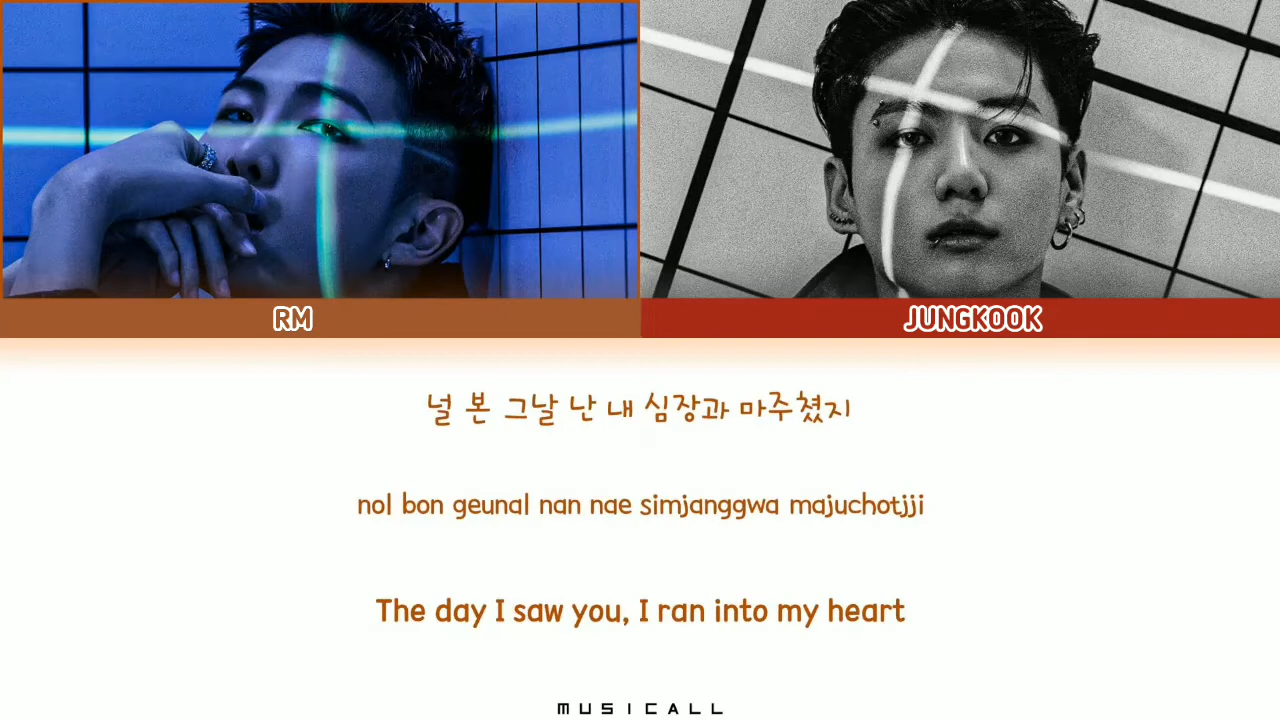 RM
JUNGKOOK
널 본 그날 난 내 심장과 마주쳤지
nol bon geunal nan nae simjanggwa majuchotjji
The day I saw you, I ran into my heart
MUSICALL